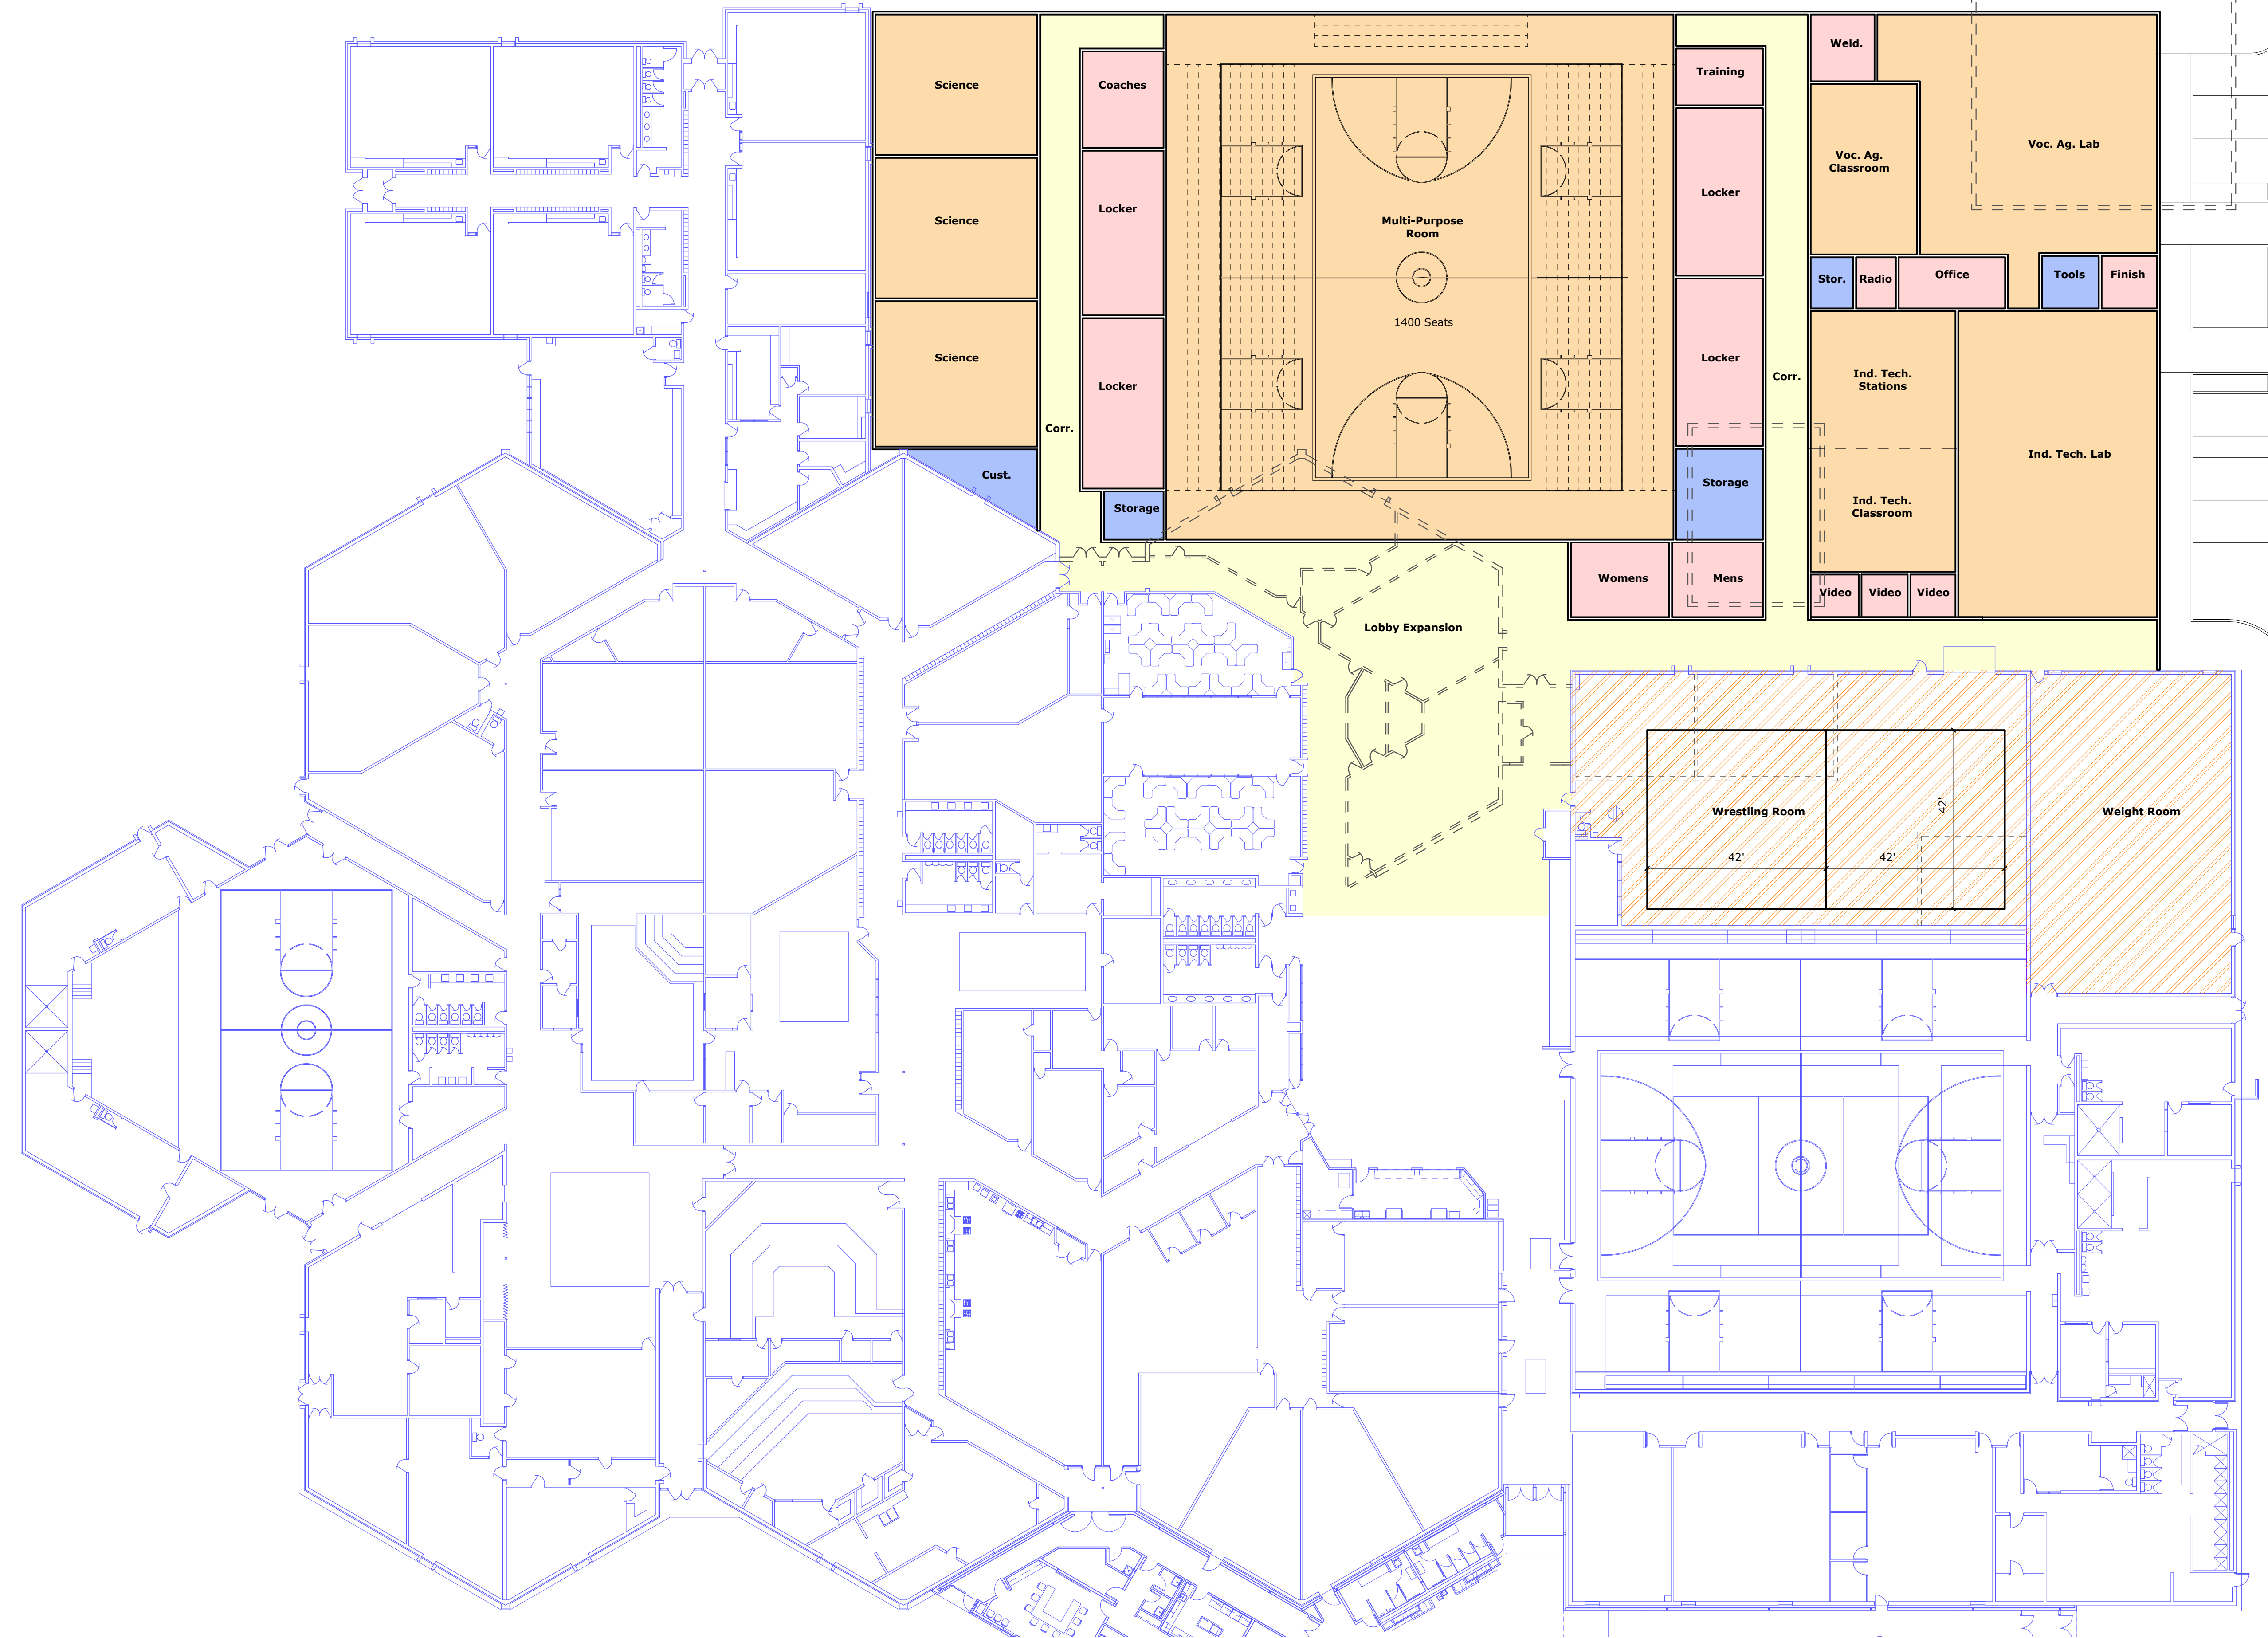 Weld.
Training
Science
Coaches
Voc. Ag. Lab
Voc. Ag.
Classroom
Locker
Locker
Science
Multi-Purpose
Room
Stor.
Radio
Office
Tools
Finish
1400 Seats
Science
Locker
Locker
Corr.
Ind. Tech.
Stations
Corr.
Ind. Tech. Lab
Cust.
Storage
Storage
Ind. Tech.
Classroom
Womens
Mens
Video
Video
Video
Lobby Expansion
Wrestling Room
42'
Weight Room
42'
42'